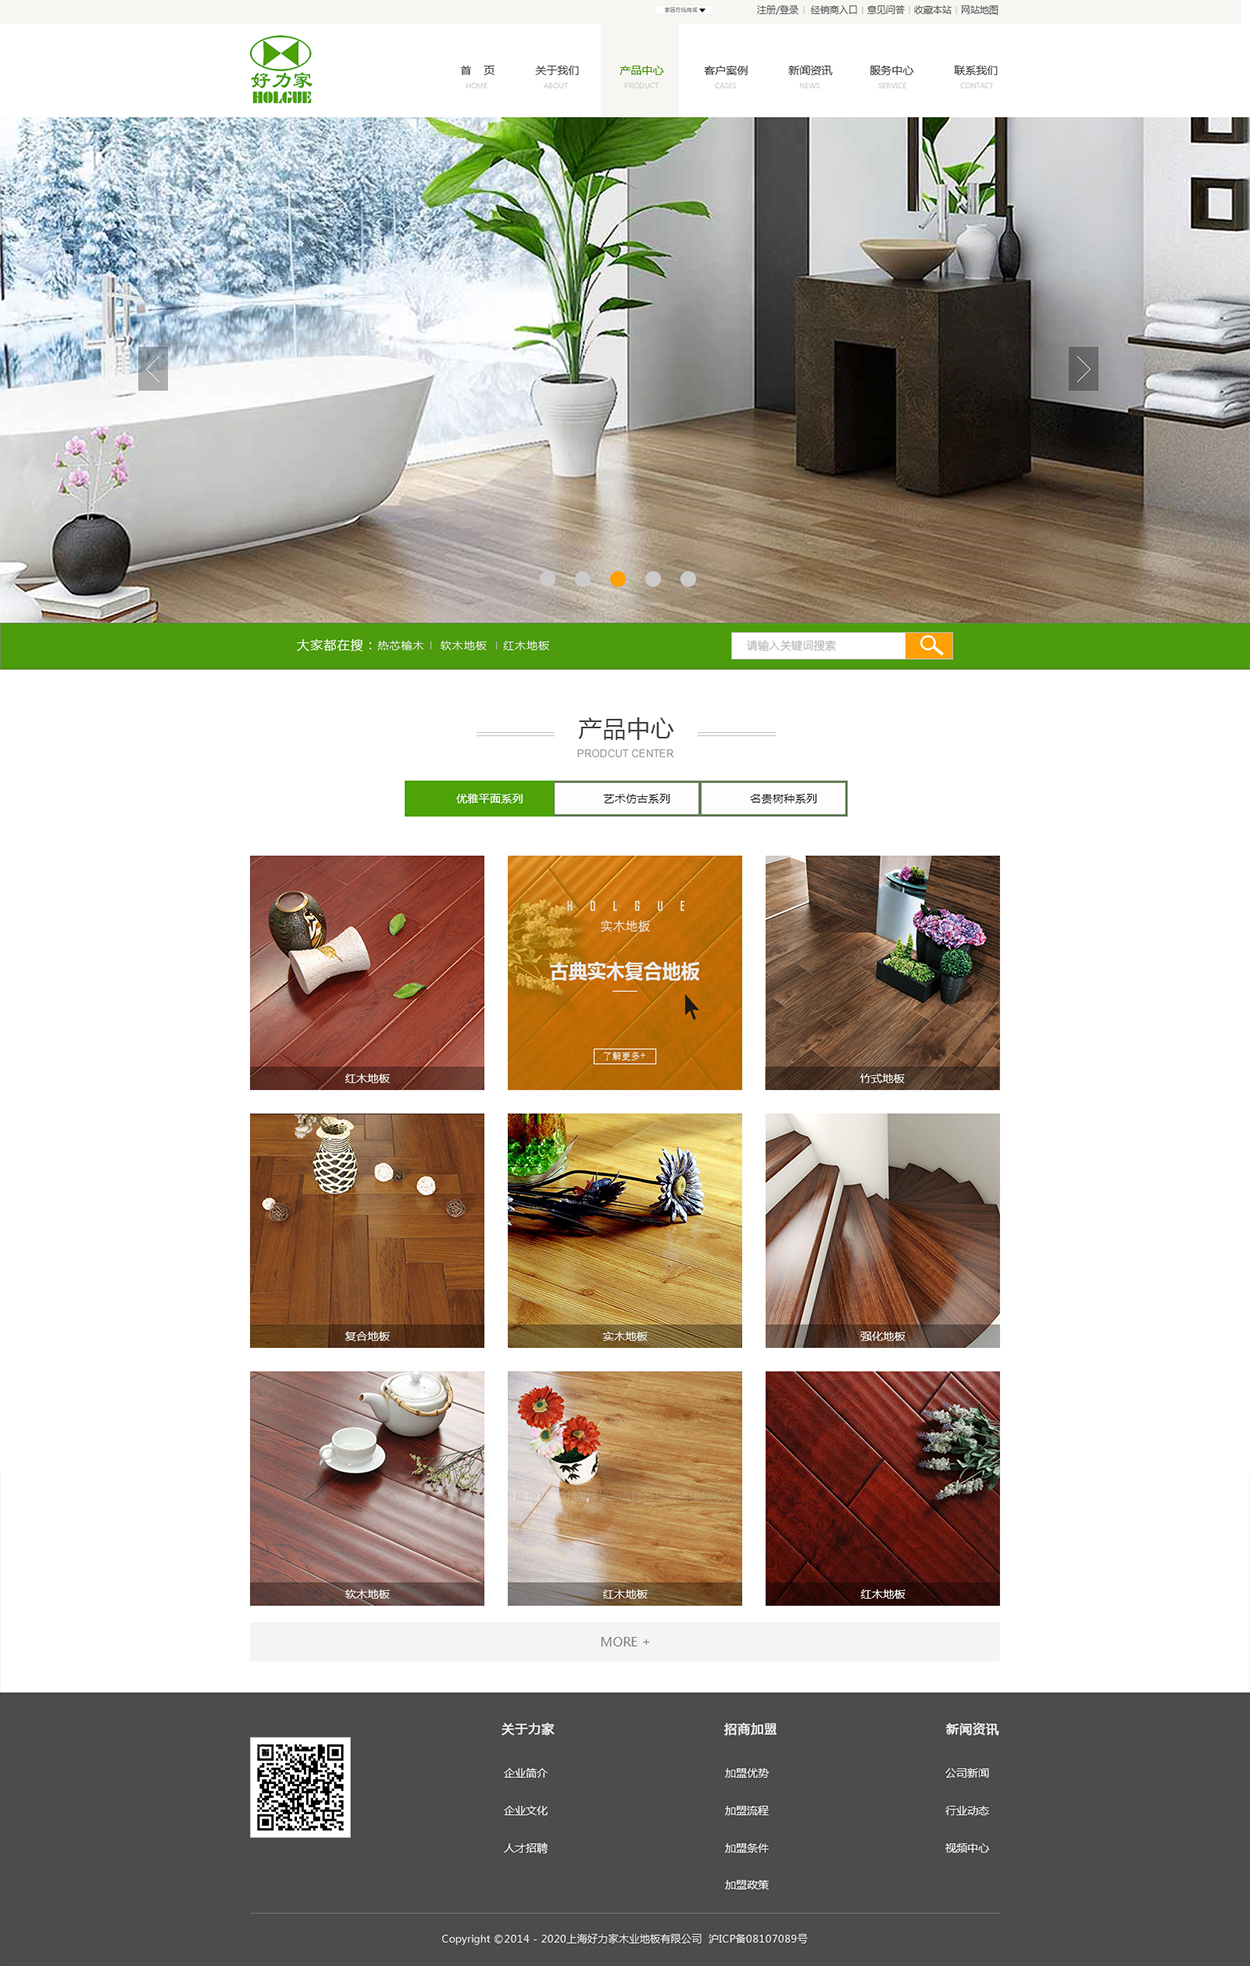 家居在线商城
注册/登录 | 经销商入口 | 意见问答 | 收藏本站 | 网站地图
好力家
HOLGUE
首 页 关于我们 产品中心 客户案例 新闻资讯 服务中心 联系我们
HOME ABOUT PRODUCT CASES NEWS SERVICE CONTACT
大家都在搜：热芯榆木 | 软木地板 | 红木地板
请输入关键词搜索
产品中心
PRODCUT CENTER
优雅平面系列 艺术仿古系列 名贵树种系列
HOLGUE
实木地板
古典实木复合地板
了解更多+
红木地板 竹式地板
复合地板 实木地板 强化地板
软木地板 红木地板 红木地板
MORE +
关于力家 招商加盟 新闻资讯
企业简介 加盟优势 公司新闻
企业文化 加盟流程 行业动态
人才招聘 加盟条件 视频中心
加盟政策
Copyright ©2014 - 2020上海好力家木业地板有限公司 沪ICP备08107089号